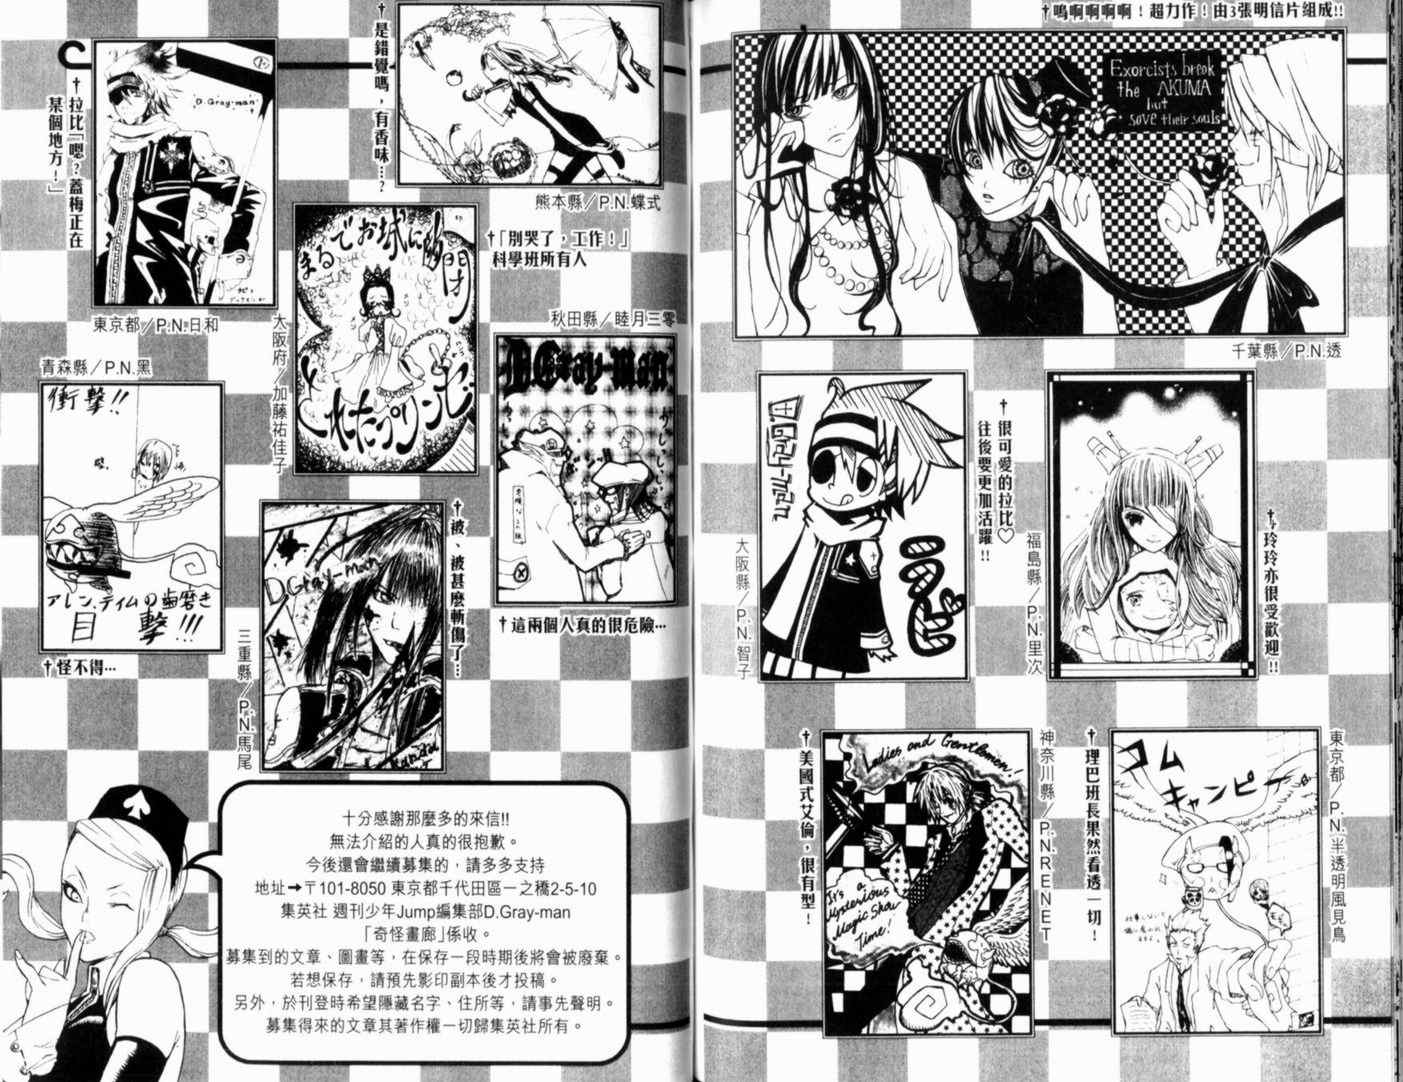 †嗚啊啊啊啊！超力作！由3張明信片組成!!
Exorcists break
the AKUMA
but
save their souls
千葉縣／P.N.透
†玲玲亦很受歡迎!!
福島縣／P.N.里次
†很可愛的拉比♡
往後要更加活躍!!
大阪縣／P.N.智子
東京都／P.N.半透明風見鳥
コム
キャンピー
†理巴班長果然看透一切！
神奈川縣／P.N.RENET
Ladies and Gentlemen!
It's a
Mysterious
Magic Show
Time!
†美國式艾倫，很有型！
†是錯覺嗎，有香味…?
熊本縣／P.N.蝶式
†拉比『嗯？蓋梅正在
某個地方！」
D.Gray-man
東京都／P.N.日和
†「別哭了，工作！」
科學班所有人
まるでお城に幽閉
されたプリンセス
大阪府／加藤祐佳子
秋田縣／睦月三零
D.Gray-man
†這兩個人真的很危險…
青森縣／P.N.黑
衝撃!!
アレン、ティムの歯磨き
目撃!!!
†怪不得…
†被、被甚麼斬傷了…
D.Gray-man
Kanda
三重縣／P.N.馬尾
十分感謝那麼多的來信!!
無法介紹的人真的很抱歉。
今後還會繼續募集的，請多多支持
地址➡〒101-8050 東京都千代田區一之橋2-5-10
集英社 週刊少年Jump編集部D.Gray-man
「奇怪畫廊」係收。
募集到的文章、圖畫等，在保存一段時期後將會被廢棄。
若想保存，請預先影印副本後才投稿。
另外，於刊登時希望隱藏名字、住所等，請事先聲明。
募集得來的文章其著作權一切歸集英社所有。